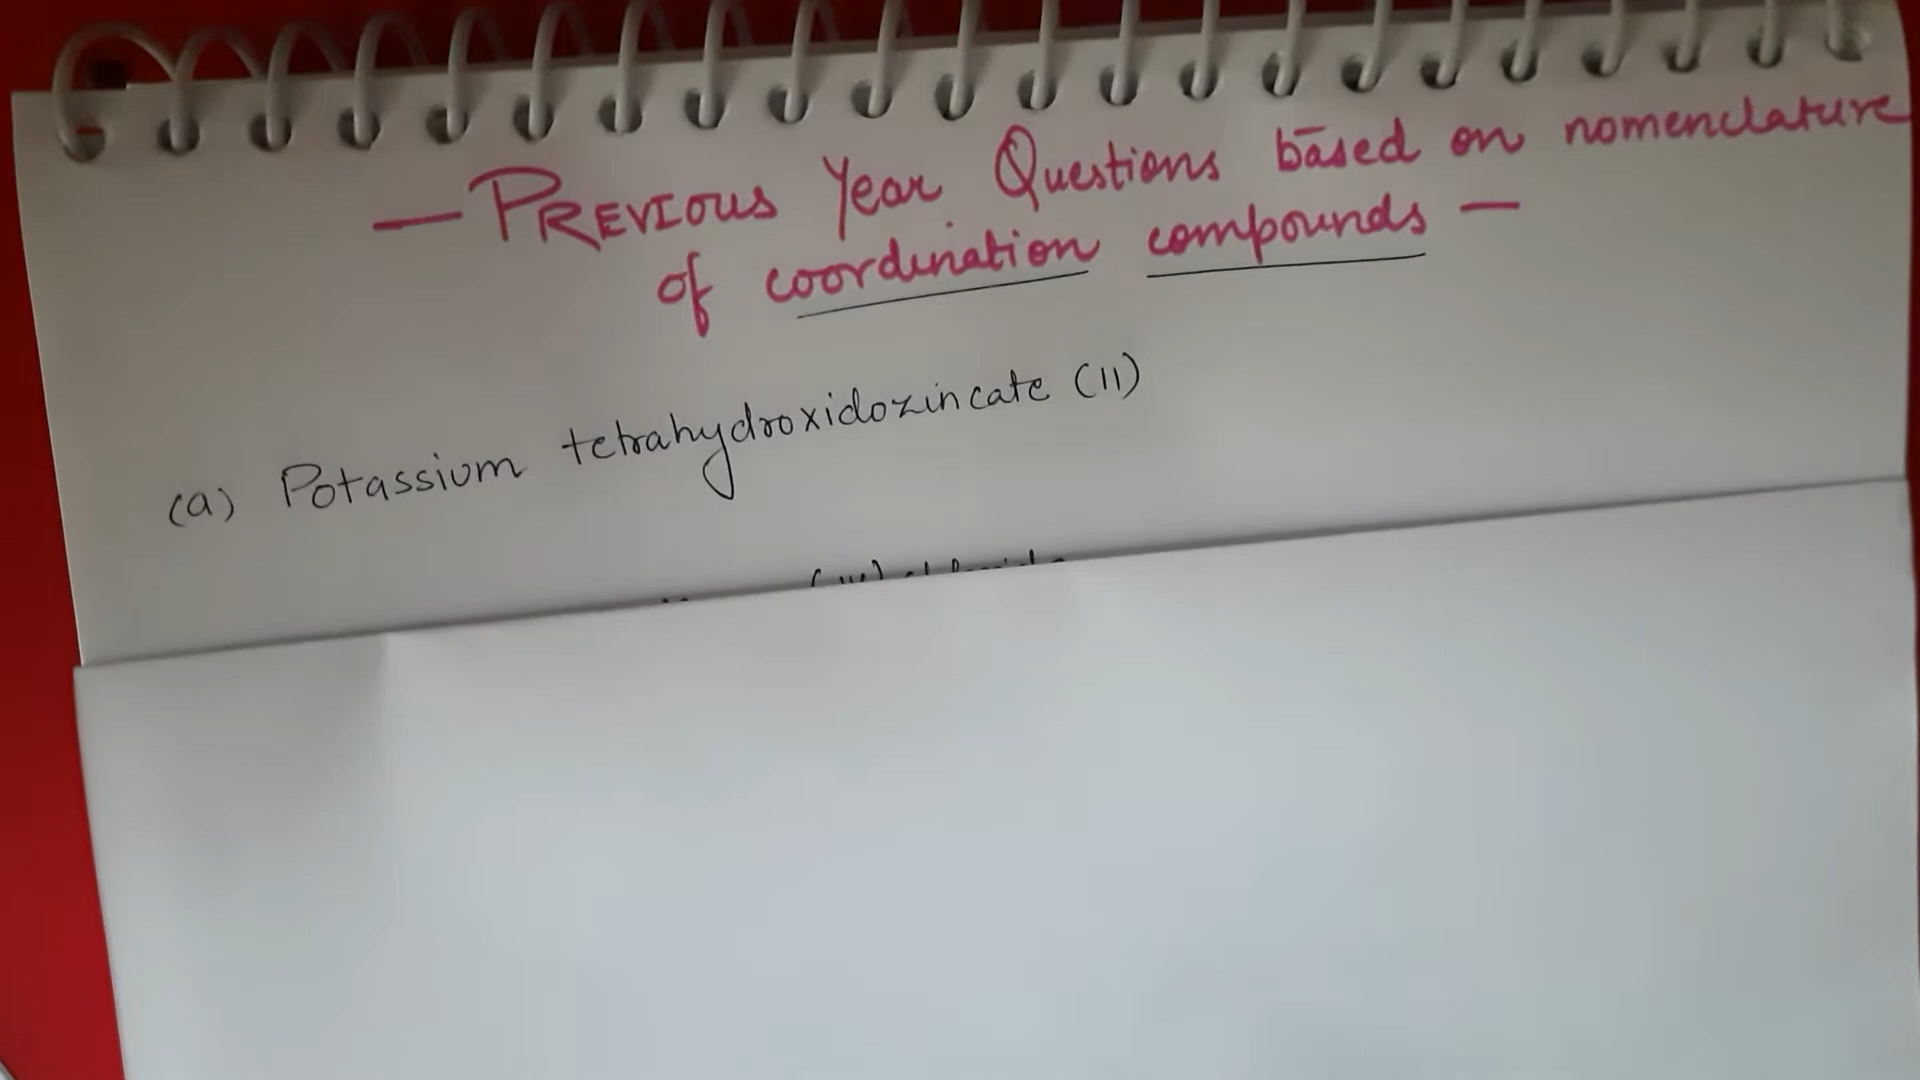 — PREVIOUS Year Questions based on nomenclature
of coordination compounds —
(a) Potassium tetrahydroxidozincate (II)